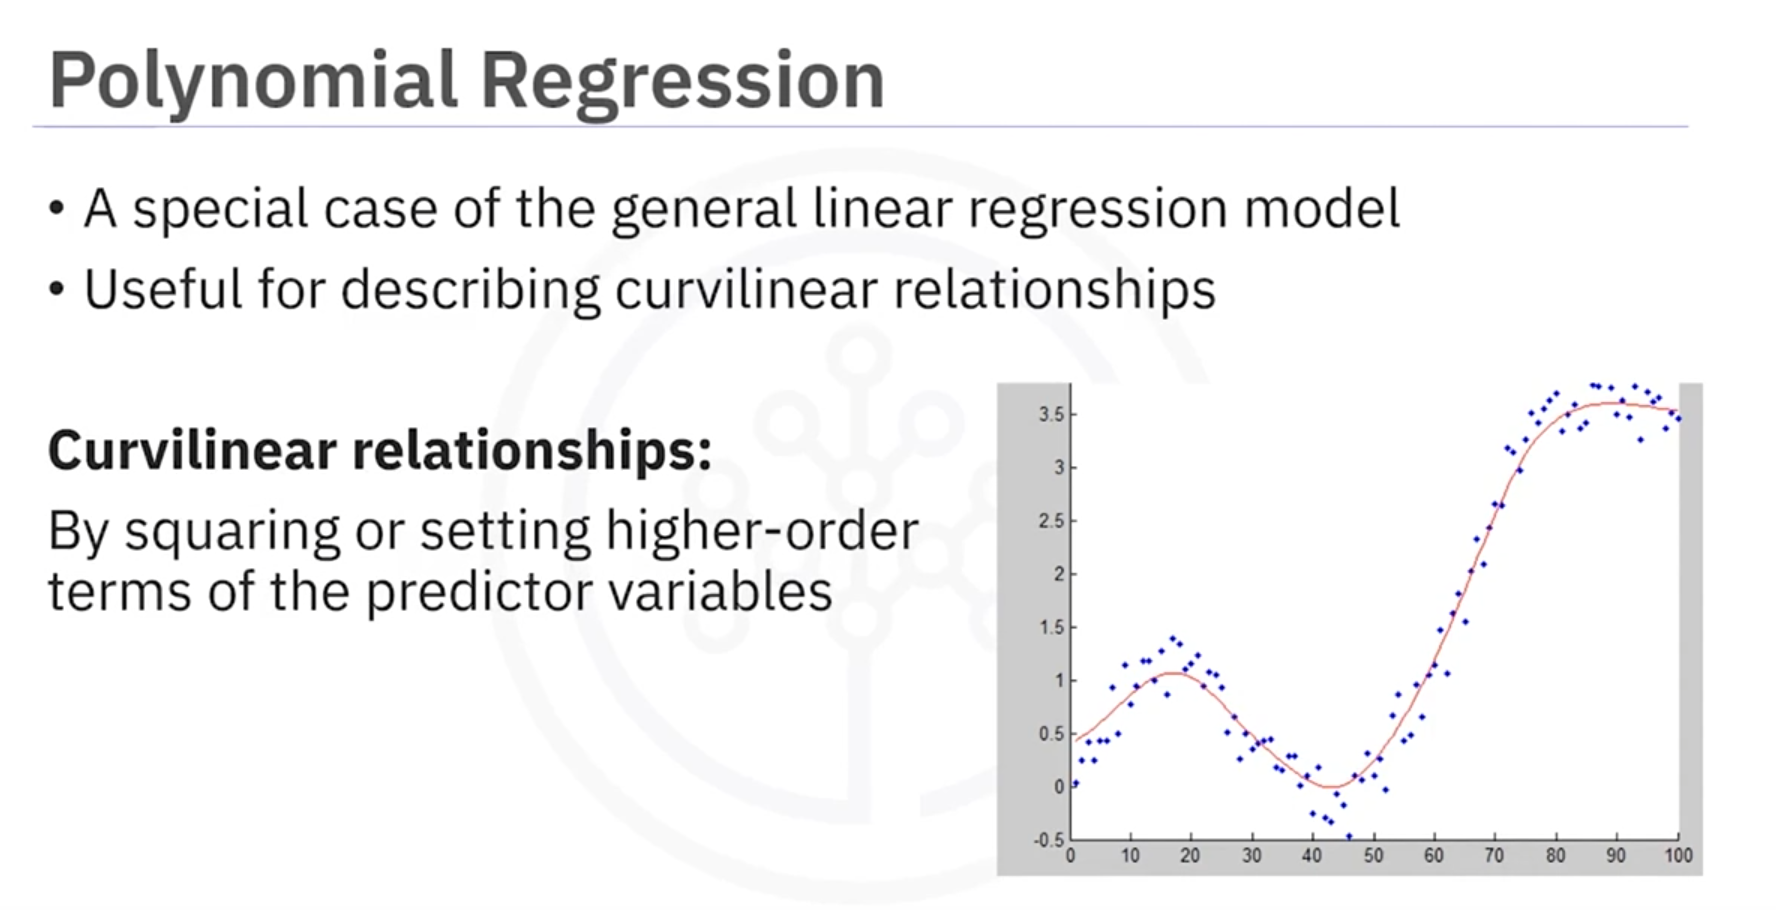 Polynomial Regression
• A special case of the general linear regression model
• Useful for describing curvilinear relationships
Curvilinear relationships:
By squaring or setting higher-order
terms of the predictor variables
3.5
3
2.5
2
1.5
1
0.5
0
-0.5
0 10 20 30 40 50 60 70 80 90 100